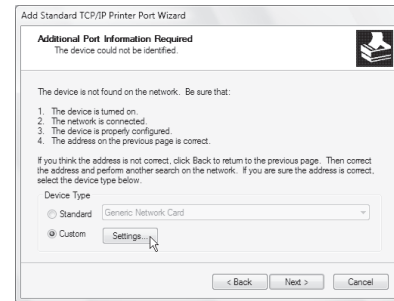 Add Standard TCP/IP Printer Port Wizard
Additional Port Information Required
The device could not be identified.
The device is not found on the network. Be sure that:
1. The device is turned on.
2. The network is connected.
3. The device is properly configured.
4. The address on the previous page is correct.
If you think the address is not correct, click Back to return to the previous page. Then correct
the address and perform another search on the network. If you are sure the address is correct,
select the device type below.
Device Type
Standard Generic Network Card
Custom Settings...
< Back Next > Cancel